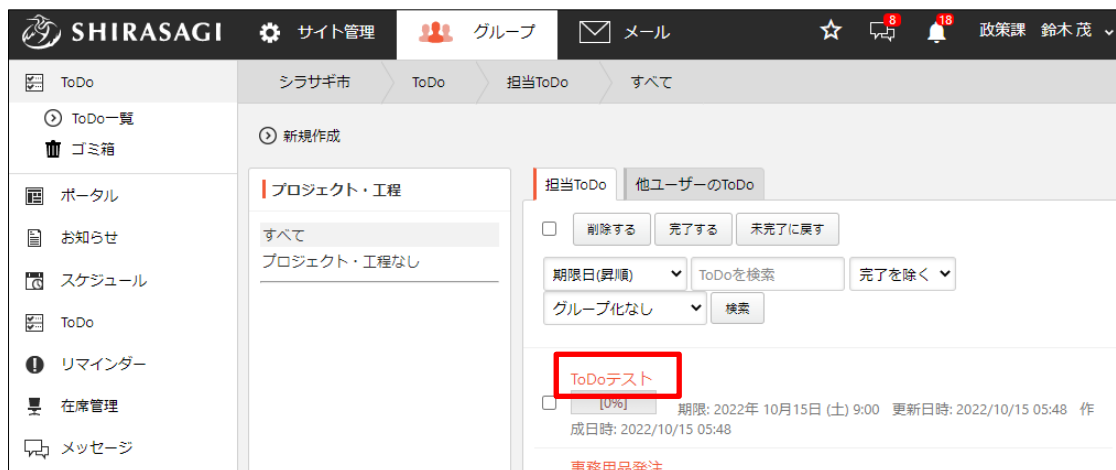 SHIRASAGI サイト管理 グループ メール 8 18 政策課 鈴木 茂
ToDo
ToDo一覧
ゴミ箱
ポータル
お知らせ
スケジュール
ToDo
リマインダー
在席管理
メッセージ
シラサギ市 ToDo 担当ToDo すべて
新規作成
プロジェクト・工程
すべて
プロジェクト・工程なし
担当ToDo 他ユーザーのToDo
削除する 完了する 未完了に戻す
期限日(昇順) ToDoを検索 完了を除く
グループ化なし 検索
ToDoテスト
[0%] 期限: 2022年 10月15日 (土) 9:00 更新日時: 2022/10/15 05:48 作
成日時: 2022/10/15 05:48
事務用品発注